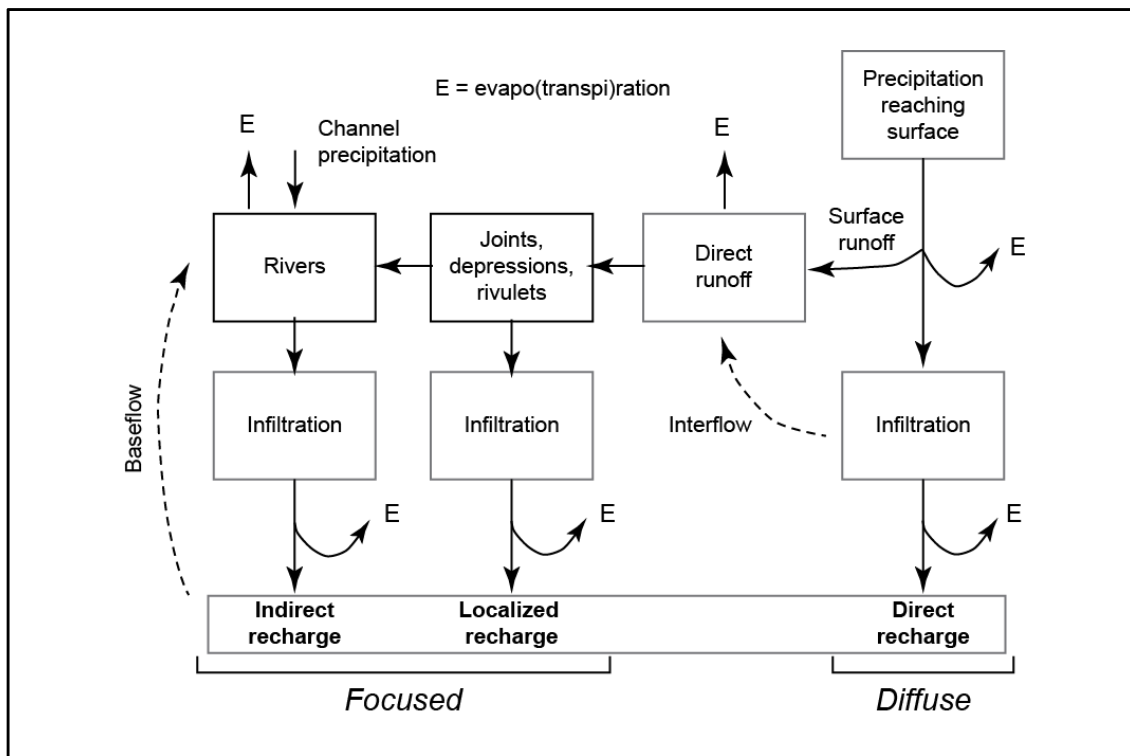 E = evapo(transpi)ration
Precipitation
reaching
surface
E
Channel
precipitation
E
Surface
runoff
E
Rivers
Joints,
depressions,
rivulets
Direct
runoff
Baseflow
Infiltration
Infiltration
Interflow
Infiltration
E
E
E
Indirect
recharge
Localized
recharge
Direct
recharge
Focused
Diffuse